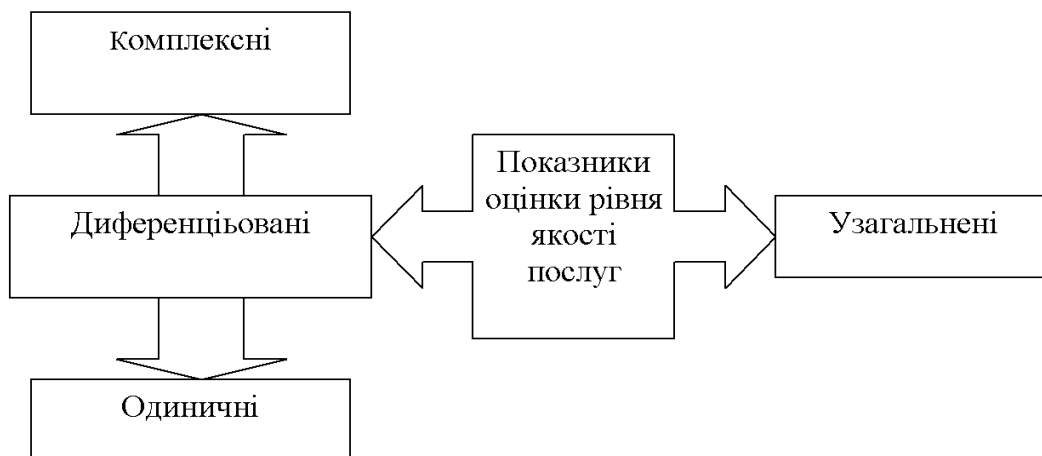 Комплексні
Показники
оцінки рівня
якості
послуг
Диференціьовані
Узагальнені
Одиничні